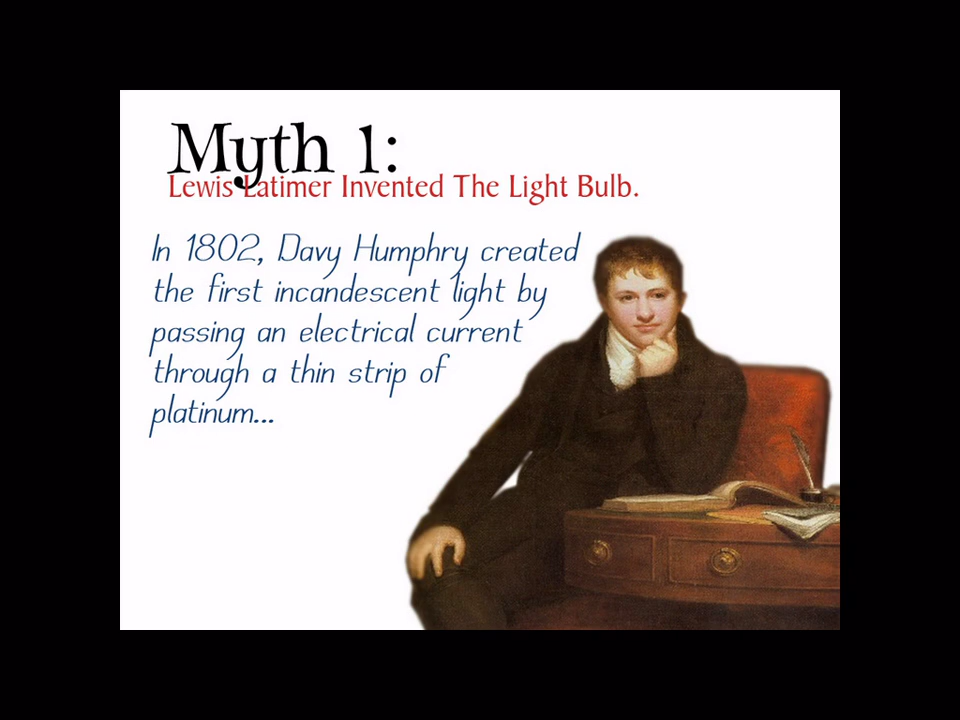 Myth 1:
Lewis Latimer Invented The Light Bulb.
In 1802, Davy Humphry created
the first incandescent light by
passing an electrical current
through a thin strip of
platinum...